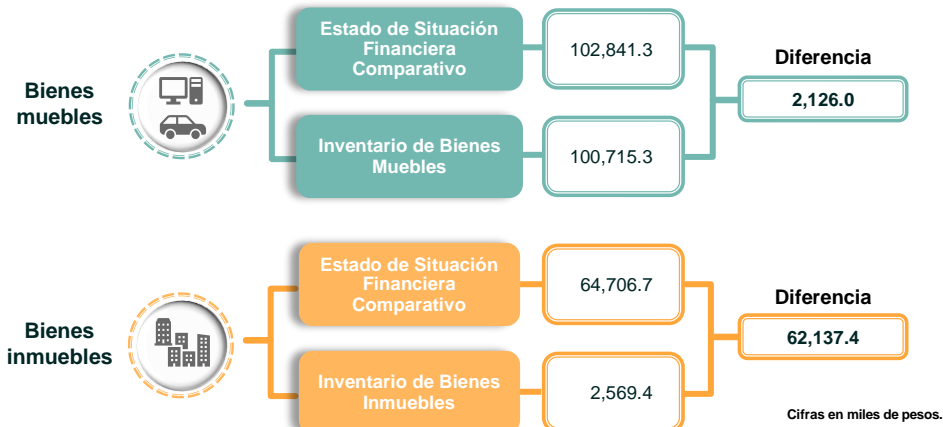 Bienes
muebles
Estado de Situación
Financiera
Comparativo
102,841.3
Inventario de Bienes
Muebles
100,715.3
Diferencia
2,126.0
Bienes
inmuebles
Estado de Situación
Financiera
Comparativo
64,706.7
Inventario de Bienes
Inmuebles
2,569.4
Diferencia
62,137.4
Cifras en miles de pesos.